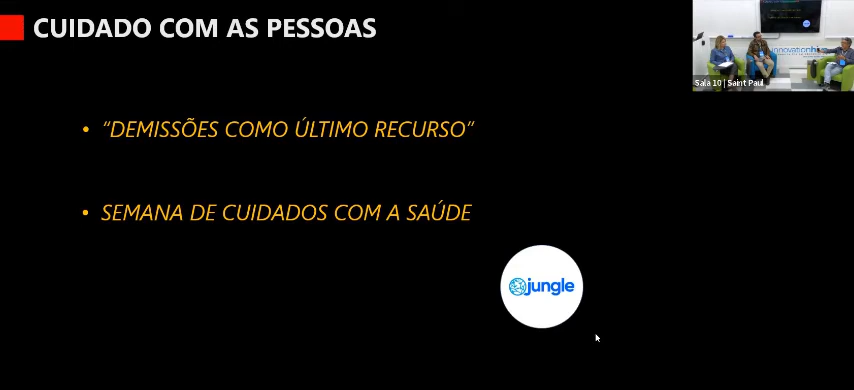 CUIDADO COM AS PESSOAS
• “DEMISSÕES COMO ÚLTIMO RECURSO”
• SEMANA DE CUIDADOS COM A SAÚDE
jungle
Sala 10 | Saint Paul